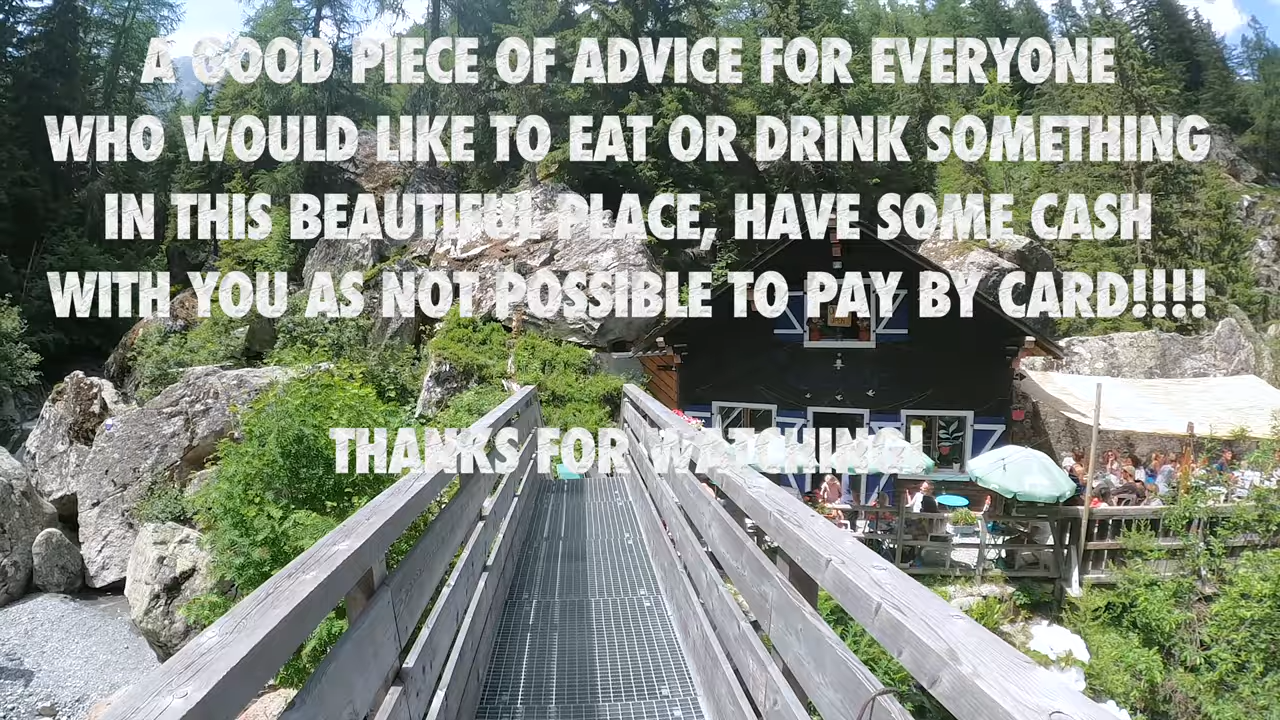 A GOOD PIECE OF ADVICE FOR EVERYONE
WHO WOULD LIKE TO EAT OR DRINK SOMETHING
IN THIS BEAUTIFUL PLACE, HAVE SOME CASH
WITH YOU AS NOT POSSIBLE TO PAY BY CARD!!!!
THANKS FOR WATCHING!